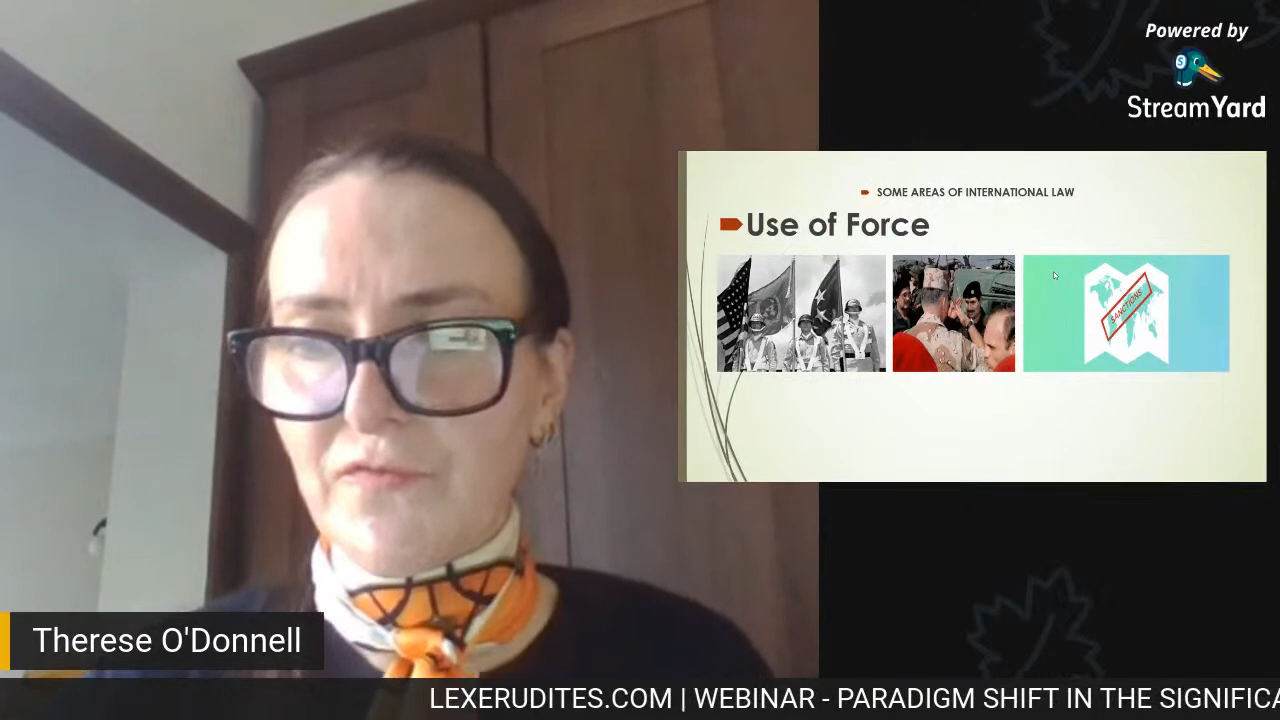 Powered by
S
StreamYard
SOME AREAS OF INTERNATIONAL LAW
Use of Force
SANCTIONS
Therese O'Donnell
LEXERUDITES.COM | WEBINAR - PARADIGM SHIFT IN THE SIGNIFICA